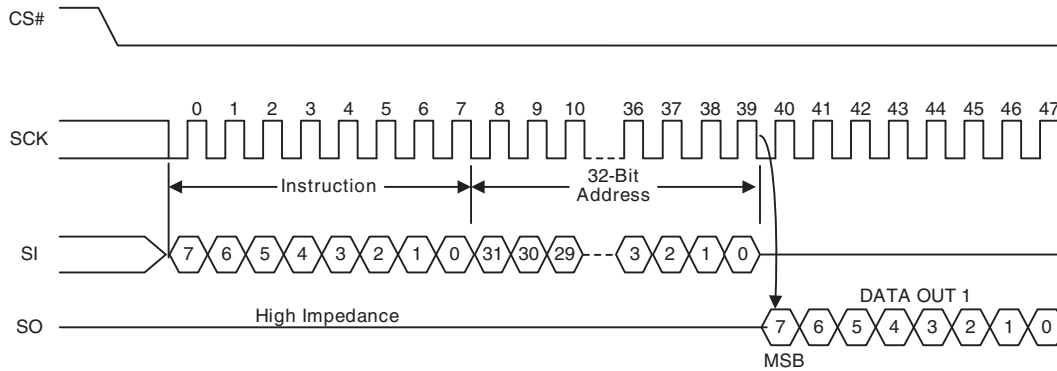 CS#
0 1 2 3 4 5 6 7 8 9 10 36 37 38 39 40 41 42 43 44 45 46 47
SCK
Instruction
32-Bit
Address
SI
7 6 5 4 3 2 1 0 31 30 29 3 2 1 0
DATA OUT 1
High Impedance
SO
7 6 5 4 3 2 1 0
MSB